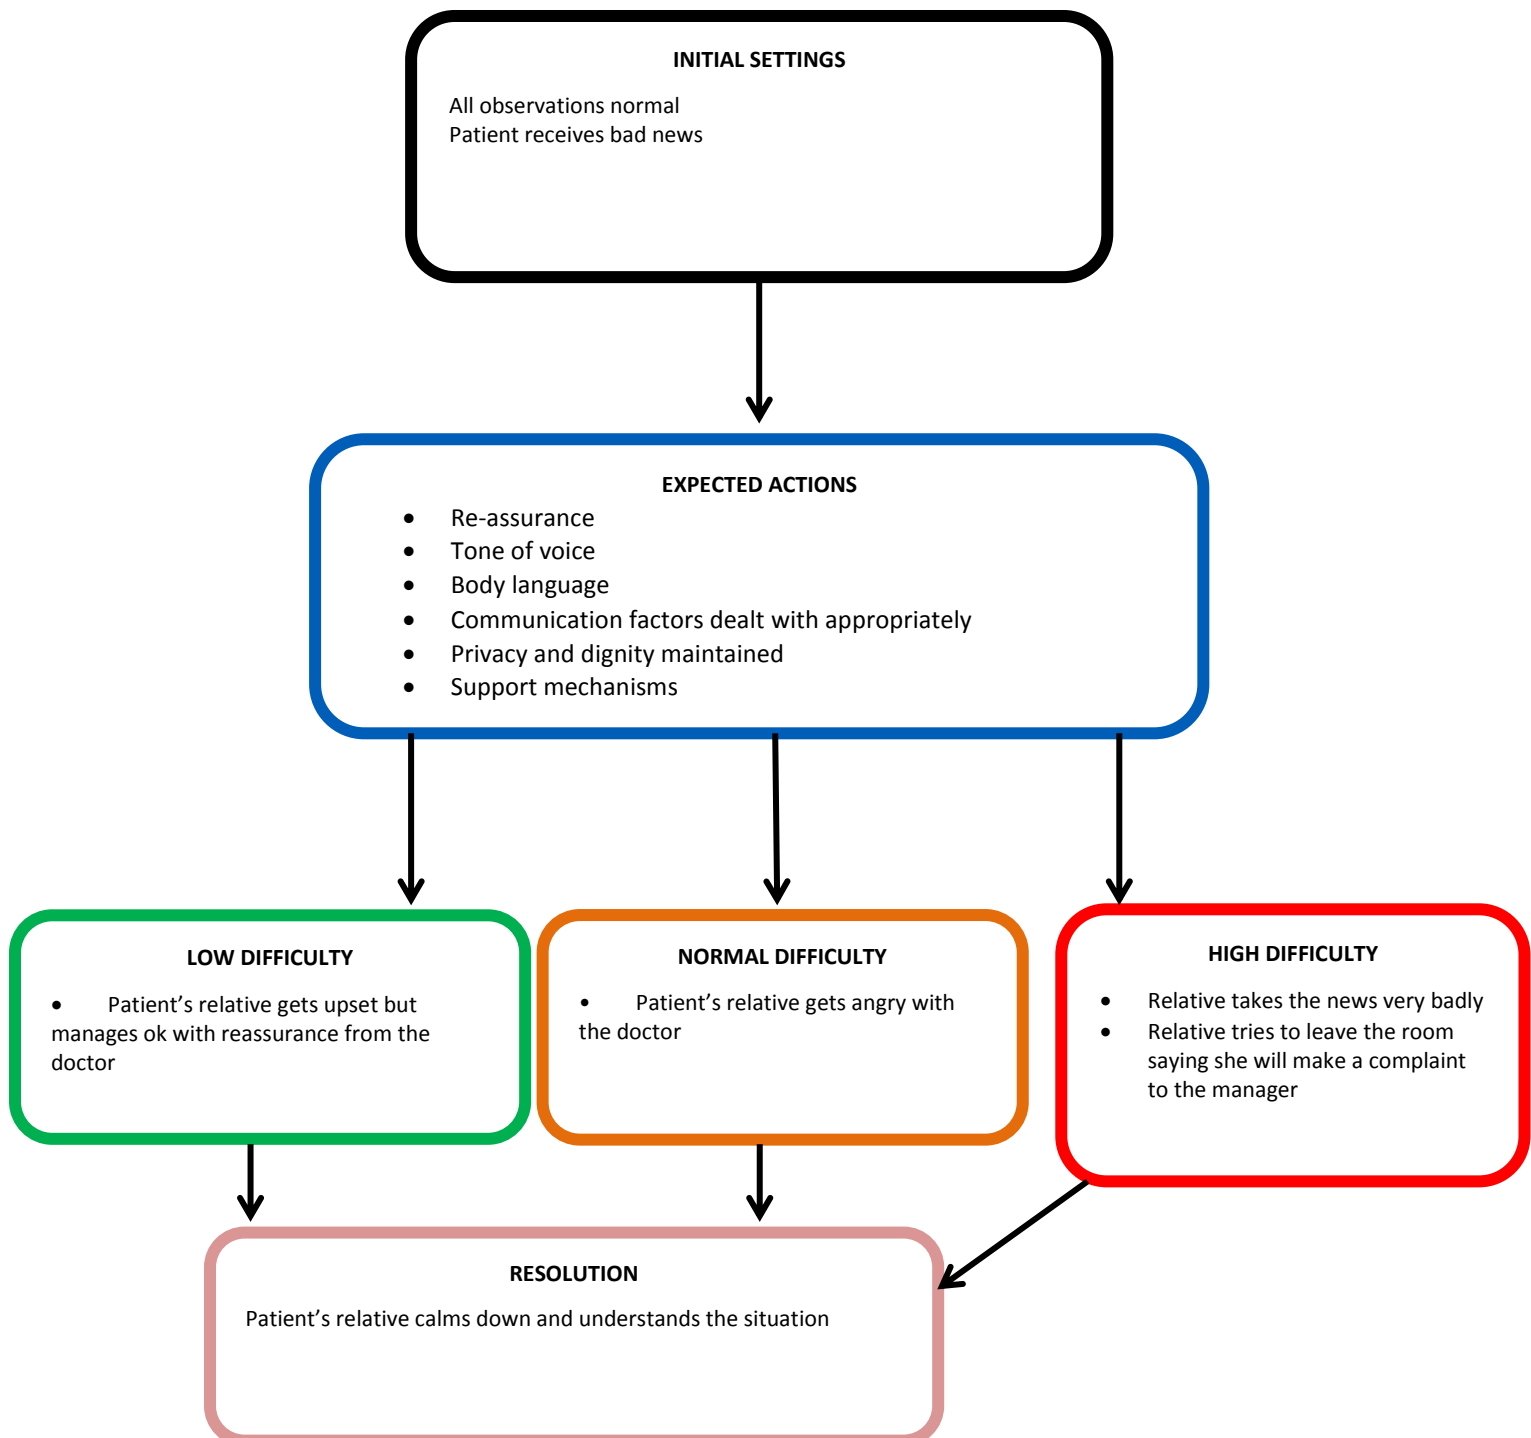 INITIAL SETTINGS
All observations normal
Patient receives bad news
EXPECTED ACTIONS
• Re-assurance
• Tone of voice
• Body language
• Communication factors dealt with appropriately
• Privacy and dignity maintained
• Support mechanisms
LOW DIFFICULTY
• Patient’s relative gets upset but
manages ok with reassurance from the
doctor
NORMAL DIFFICULTY
• Patient’s relative gets angry with
the doctor
HIGH DIFFICULTY
• Relative takes the news very badly
• Relative tries to leave the room
saying she will make a complaint
to the manager
RESOLUTION
Patient’s relative calms down and understands the situation